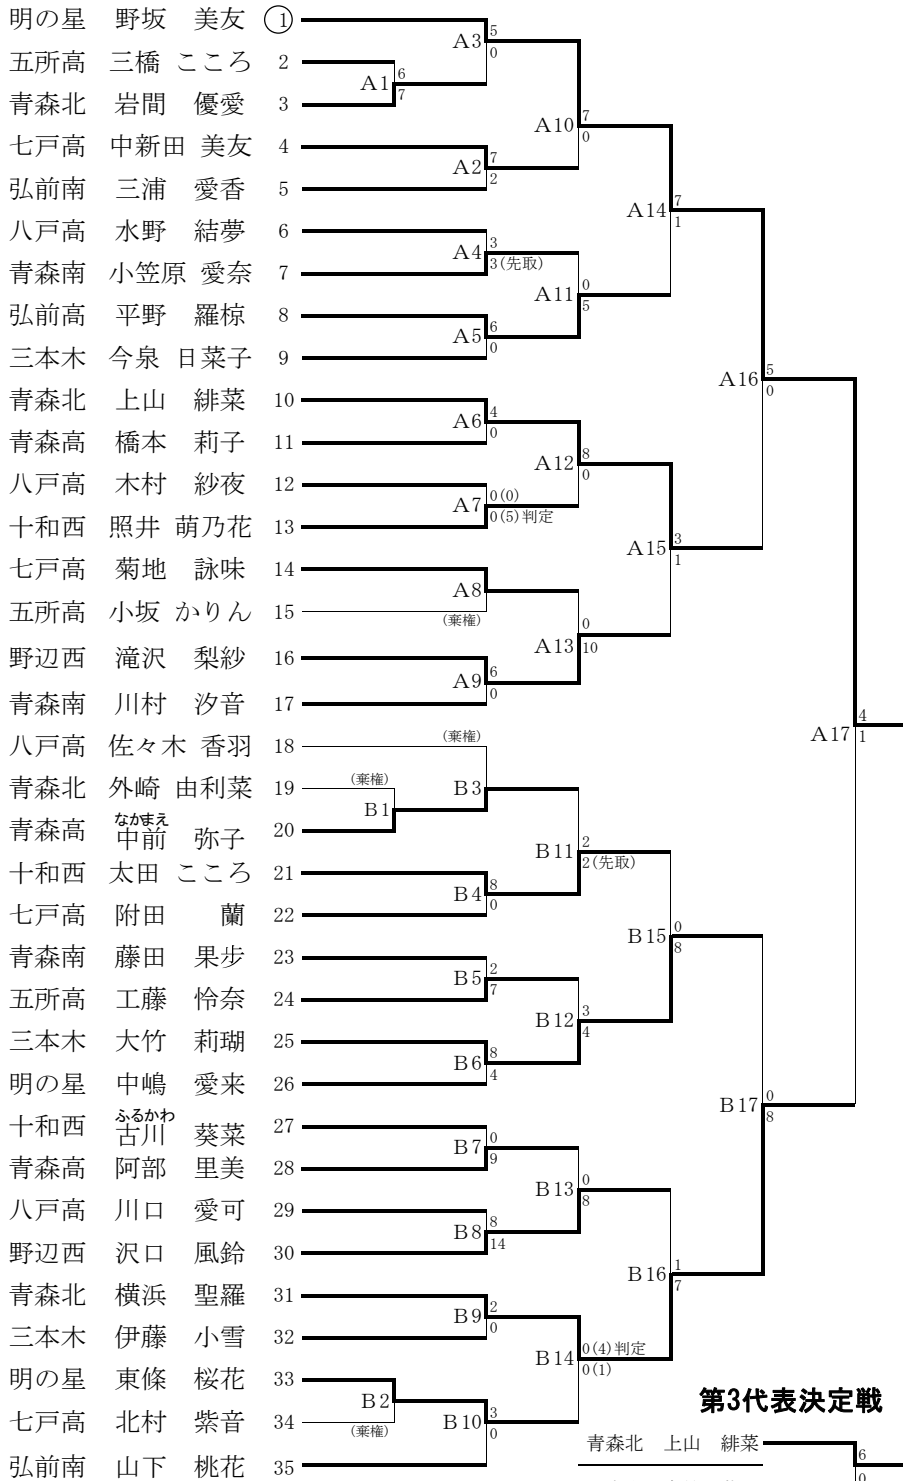 明の星 野坂 美友 1
五所高 三橋 こころ 2
青森北 岩間 優愛 3
七戸高 中新田 美友 4
弘前南 三浦 愛香 5
八戸高 水野 結夢 6
青森南 小笠原 愛奈 7
弘前高 平野 羅椋 8
三本木 今泉 日菜子 9
青森北 上山 緋菜 10
青森高 橋本 莉子 11
八戸高 木村 紗夜 12
十和西 照井 萌乃花 13
七戸高 菊地 詠味 14
五所高 小坂 かりん 15
野辺西 滝沢 梨紗 16
青森南 川村 汐音 17
八戸高 佐々木 香羽 18
青森北 外崎 由利菜 19
なかまえ
青森高 中前 弥子 20
十和西 太田 こころ 21
七戸高 附田 蘭 22
青森南 藤田 果歩 23
五所高 工藤 怜奈 24
三本木 大竹 莉瑚 25
明の星 中嶋 愛来 26
ふるかわ
十和西 古川 葵菜 27
青森高 阿部 里美 28
八戸高 川口 愛可 29
野辺西 沢口 風鈴 30
青森北 横浜 聖羅 31
三本木 伊藤 小雪 32
明の星 東條 桜花 33
七戸高 北村 紫音 34
弘前南 山下 桃花 35
A1 6 7
B1 (棄権)
B2 (棄権)
A3 5 0
A2 7 2
A4 3 3(先取)
A5 6 0
A6 4 0
A7 0(0) 0(5)判定
A8 (棄権)
A9 6 0
B3 (棄権)
B4 8 0
B5 2 7
B6 8 4
B7 0 9
B8 8 14
B9 2 0
B10 3 0
A10 7 0
A11 0 5
A12 8 0
A13 0 10
B11 2 2(先取)
B12 3 4
B13 0 8
B14 0(4)判定 0(1)
A14 7 1
A15 3 1
B15 0 8
B16 1 7
A16 5 0
B17 0 8
A17 4 1
第3代表決定戦
青森北 上山 緋菜
6
0